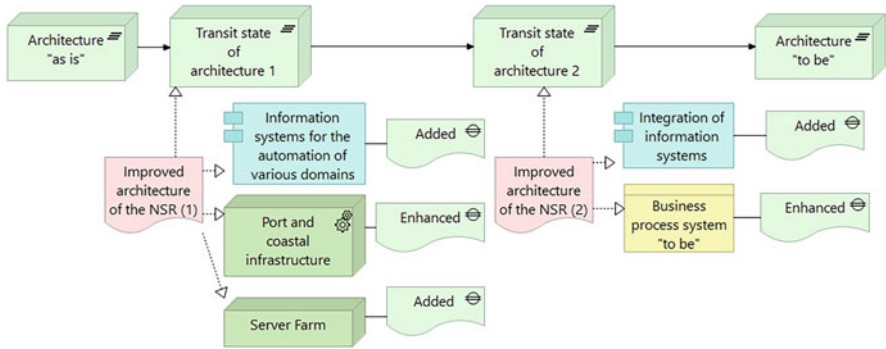 Architecture
"as is"
Transit state
of
architecture 1
Transit state
of
architecture 2
Architecture
"to be"
Information
systems for the
automation of
various domains
Added
Integration of
information
systems
Added
Improved
architecture
of the NSR (1)
Improved
architecture
of the NSR (2)
Port and
coastal
infrastructure
Enhanced
Business
process system
"to be"
Enhanced
Server Farm
Added